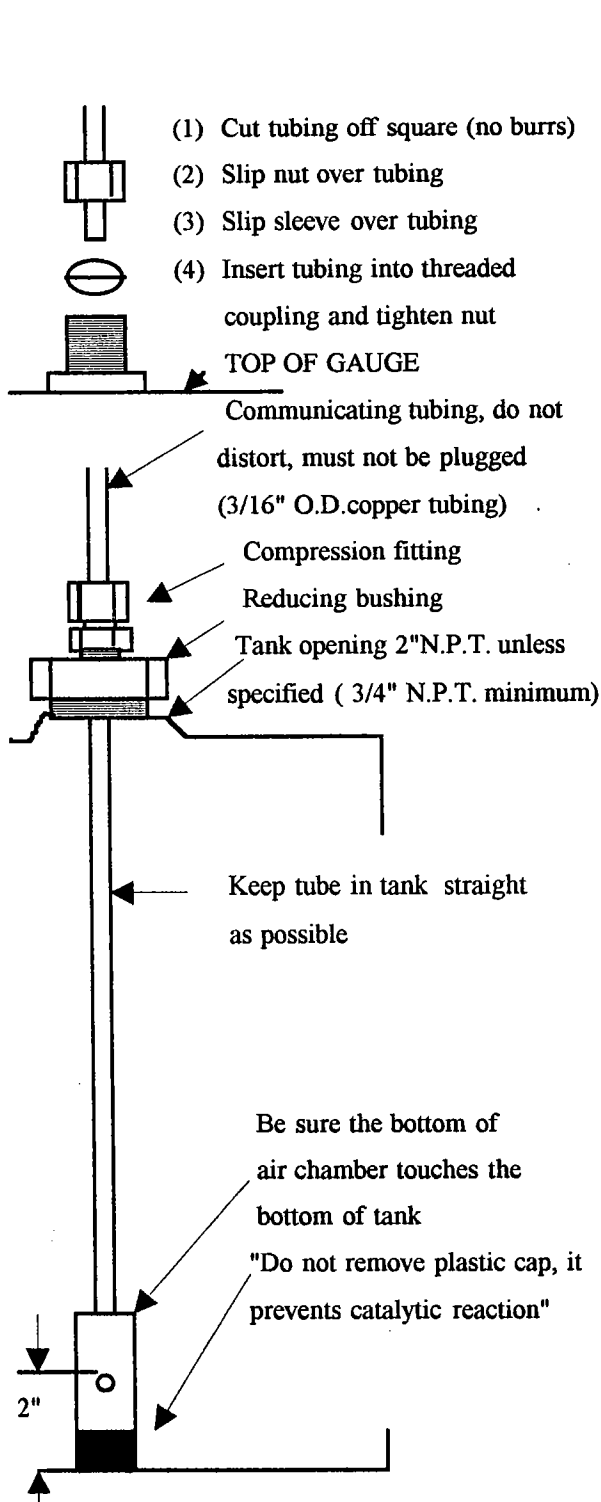 (1) Cut tubing off square (no burrs)
(2) Slip nut over tubing
(3) Slip sleeve over tubing
(4) Insert tubing into threaded
coupling and tighten nut
TOP OF GAUGE
Communicating tubing, do not
distort, must not be plugged
(3/16" O.D.copper tubing)
Compression fitting
Reducing bushing
Tank opening 2"N.P.T. unless
specified ( 3/4" N.P.T. minimum)
Keep tube in tank straight
as possible
Be sure the bottom of
air chamber touches the
bottom of tank
"Do not remove plastic cap, it
prevents catalytic reaction"
2"